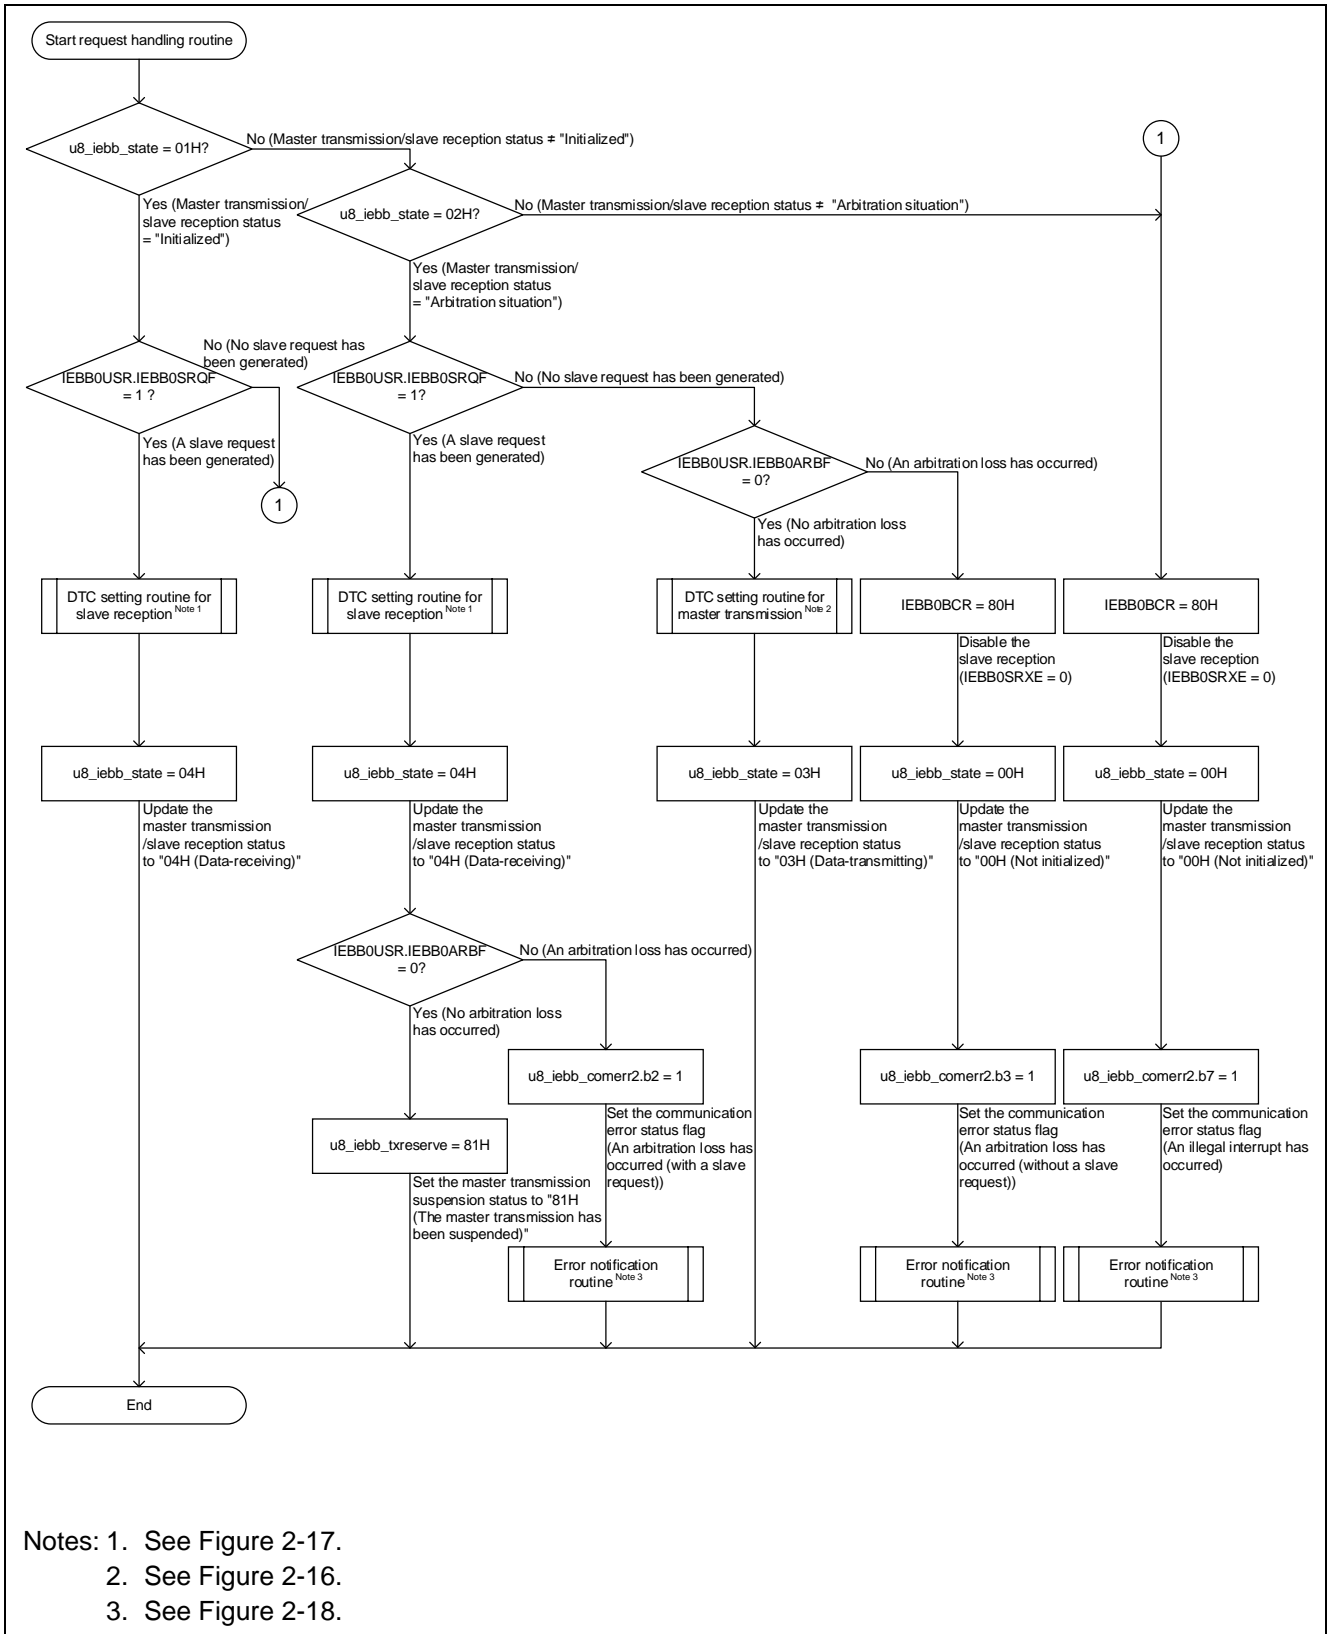 Start request handling routine
u8_iebb_state = 01H?
No (Master transmission/slave reception status ≠ "Initialized")
1
Yes (Master transmission/
slave reception status
= "Initialized")
u8_iebb_state = 02H?
No (Master transmission/slave reception status ≠ "Arbitration situation")
Yes (Master transmission/
slave reception status
= "Arbitration situation")
No (No slave request has
been generated)
IEBB0USR.IEBB0SRQF
= 1 ?
Yes (A slave request
has been generated)
1
IEBB0USR.IEBB0SRQF
= 1?
No (No slave request has been generated)
Yes (A slave request
has been generated)
IEBB0USR.IEBB0ARBF
= 0?
No (An arbitration loss has occurred)
Yes (No arbitration loss
has occurred)
DTC setting routine for
slave reception Note 1
DTC setting routine for
slave reception Note 1
DTC setting routine for
master transmission Note 2
IEBB0BCR = 80H
IEBB0BCR = 80H
Disable the
slave reception
(IEBB0SRXE = 0)
Disable the
slave reception
(IEBB0SRXE = 0)
u8_iebb_state = 04H
u8_iebb_state = 04H
u8_iebb_state = 03H
u8_iebb_state = 00H
u8_iebb_state = 00H
Update the
master transmission
/slave reception status
to "04H (Data-receiving)"
Update the
master transmission
/slave reception status
to "04H (Data-receiving)"
Update the
master transmission
/slave reception status
to "03H (Data-transmitting)"
Update the
master transmission
/slave reception status
to "00H (Not initialized)"
Update the
master transmission
/slave reception status
to "00H (Not initialized)"
IEBB0USR.IEBB0ARBF
= 0?
No (An arbitration loss has occurred)
Yes (No arbitration loss
has occurred)
u8_iebb_comerr2.b2 = 1
u8_iebb_comerr2.b3 = 1
u8_iebb_comerr2.b7 = 1
Set the communication
error status flag
(An arbitration loss has
occurred (with a slave
request))
Set the communication
error status flag
(An arbitration loss has
occurred (without a slave
request))
Set the communication
error status flag
(An illegal interrupt has
occurred)
u8_iebb_txreserve = 81H
Set the master transmission
suspension status to "81H
(The master transmission has
been suspended)"
Error notification
routine Note 3
Error notification
routine Note 3
Error notification
routine Note 3
End
Notes: 1. See Figure 2-17.
2. See Figure 2-16.
3. See Figure 2-18.